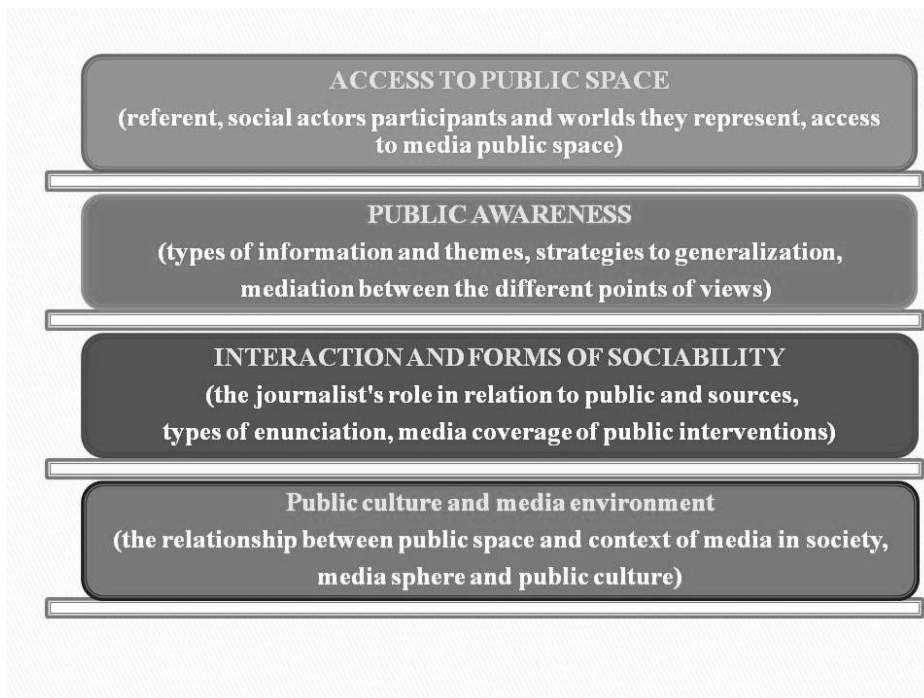 ACCESS TO PUBLIC SPACE
(referent, social actors participants and worlds they represent, access
to media public space)
PUBLIC AWARENESS
(types of information and themes, strategies to generalization,
mediation between the different points of views)
INTERACTION AND FORMS OF SOCIABILITY
(the journalist's role in relation to public and sources,
types of enunciation, media coverage of public interventions)
Public culture and media environment
(the relationship between public space and context of media in society,
media sphere and public culture)